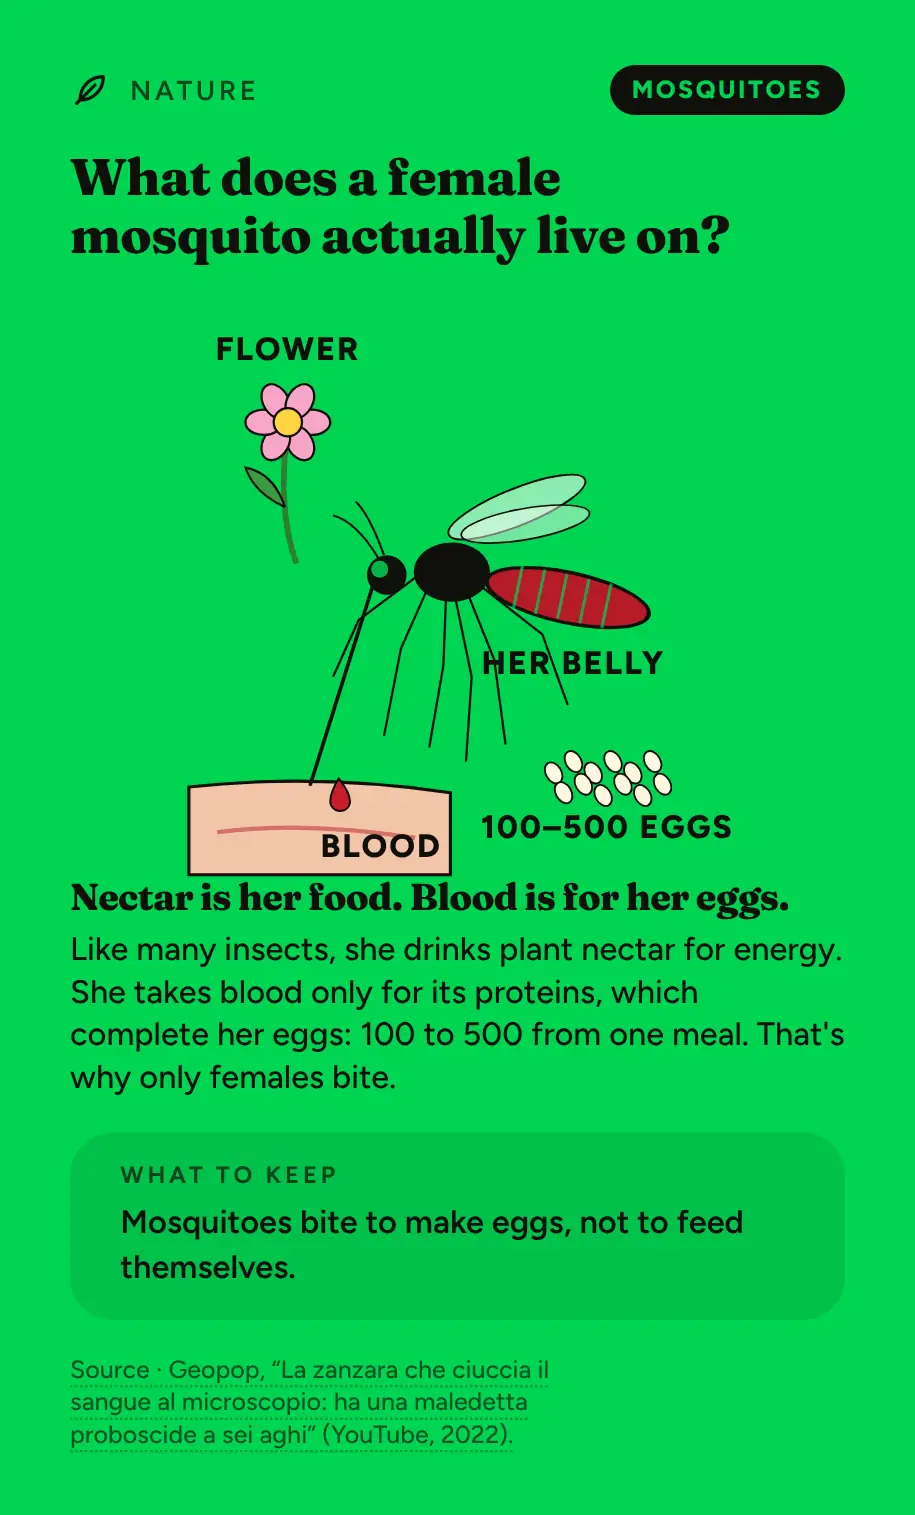 NATURE
MOSQUITOES
What does a female
mosquito actually live on?
FLOWER
HER BELLY
100–500 EGGS
BLOOD
Nectar is her food. Blood is for her eggs.
Like many insects, she drinks plant nectar for energy.
She takes blood only for its proteins, which
complete her eggs: 100 to 500 from one meal. That's
why only females bite.
WHAT TO KEEP
Mosquitoes bite to make eggs, not to feed
themselves.
Source · Geopop, “La zanzara che ciuccia il
sangue al microscopio: ha una maledetta
proboscide a sei aghi” (YouTube, 2022).